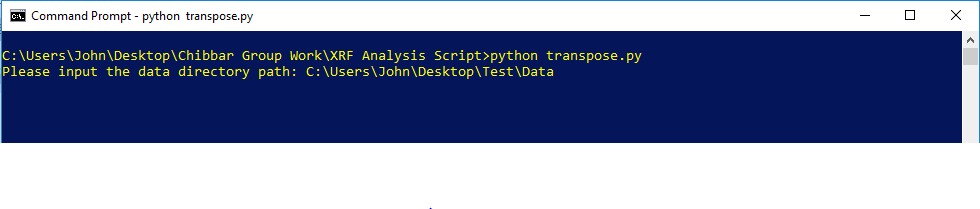 Command Prompt - python  transpose.py
C:\Users\John\Desktop\Chibbar Group Work\XRF Analysis Script>python transpose.py
Please input the data directory path: C:\Users\John\Desktop\Test\Data